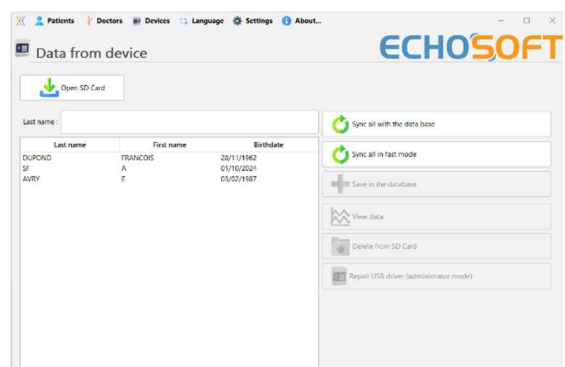 Patients Doctors Devices Language Settings About...
Data from device
ECHOSOFT
Open SD Card
Last name :
Sync all with the data base
Last name First name Birthdate
DUPOND FRANCOIS 28/11/1962
SF A 01/10/2024
AVRY E 03/02/1987
Sync all in fast mode
Save in the database
View data
Delete from SD Card
Repair USB driver (administrator mode)